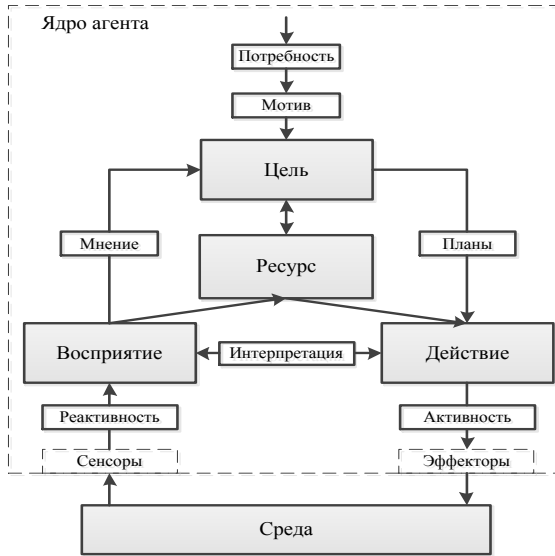 Ядро агента
Потребность
Мотив
Цель
Мнение
Планы
Ресурс
Восприятие
Интерпретация
Действие
Реактивность
Активность
Сенсоры
Эффекторы
Среда